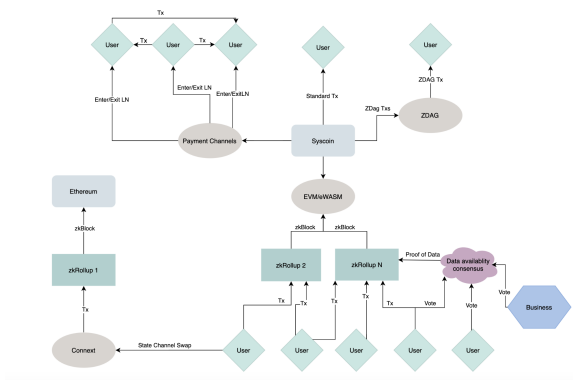 Tx
User
Tx
User
Tx
User
User
User
Enter/Exit LN
Enter/Exit LN
Enter/ExitLN
Standard Tx
ZDAG Tx
ZDag Txs
Payment Channels
Syscoin
ZDAG
Ethereum
EVM/eWASM
zkBlock
zkBlock
zkBlock
zkRollup 1
zkRollup 2
zkRollup N
Proof of Data
Data availablity
consensus
Tx
Tx
Tx
Tx
Tx
Tx
Vote
Vote
Vote
Business
Connext
State Channel Swap
User
User
User
User
User